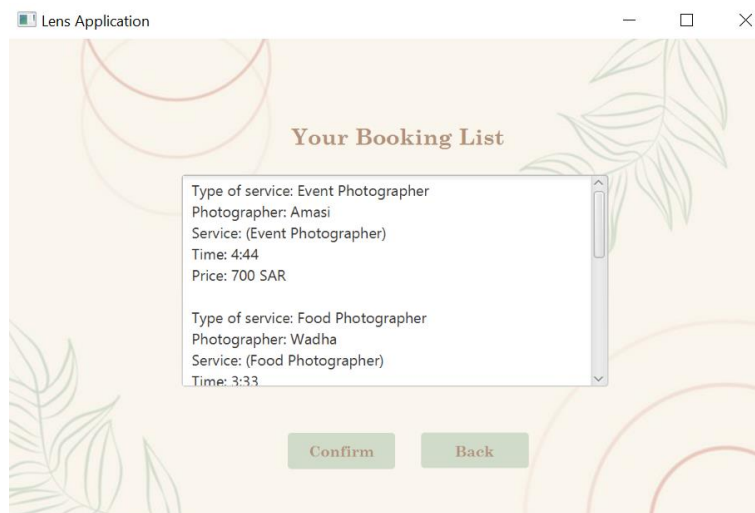 Lens Application
Your Booking List
Type of service: Event Photographer
Photographer: Amasi
Service: (Event Photographer)
Time: 4:44
Price: 700 SAR
Type of service: Food Photographer
Photographer: Wadha
Service: (Food Photographer)
Time: 3:33
Confirm Back